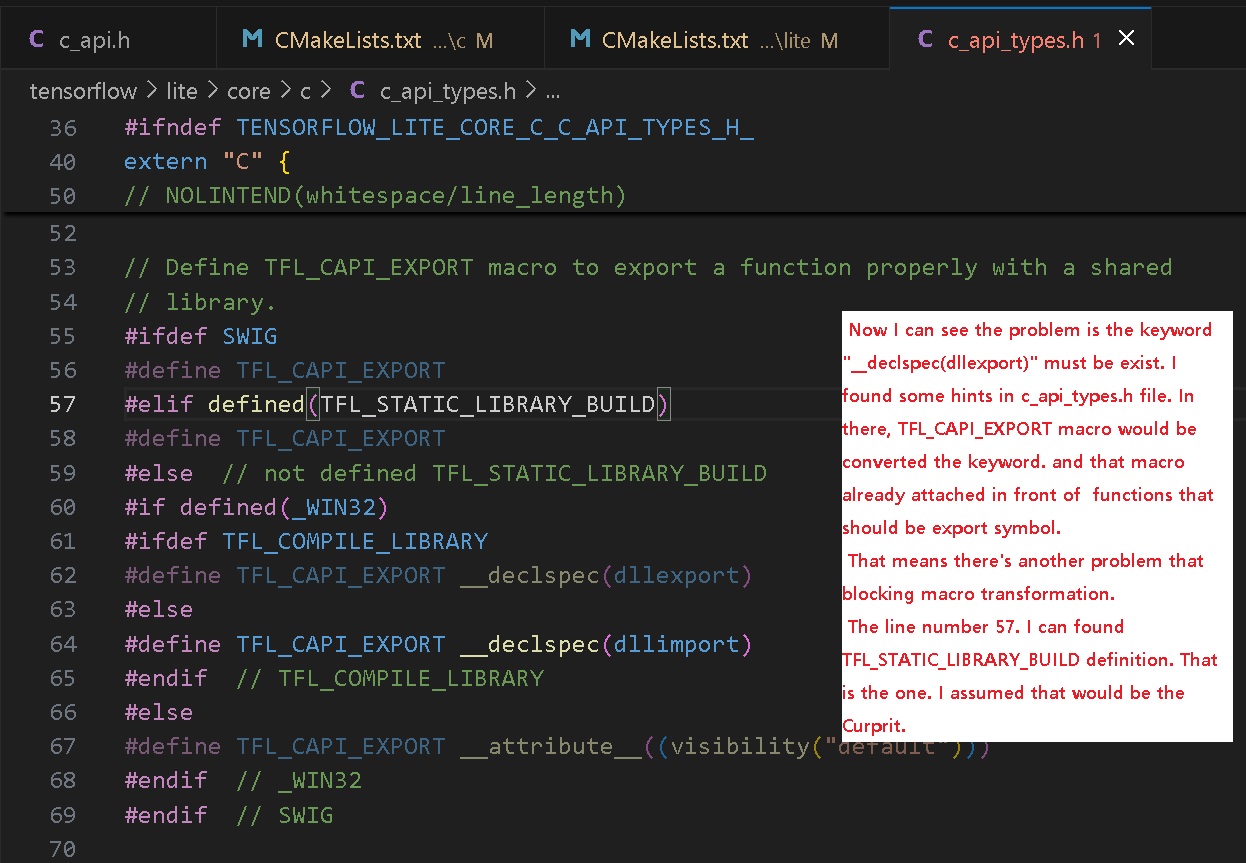 c_api.h
CMakeLists.txt ...\c M
CMakeLists.txt ...\lite M
c_api_types.h 1
tensorflow > lite > core > c > C c_api_types.h > ...
36 #ifndef TENSORFLOW_LITE_CORE_C_C_API_TYPES_H_
40 extern "C" {
50 // NOLINTEND(whitespace/line_length)
52
53 // Define TFL_CAPI_EXPORT macro to export a function properly with a shared
54 // library.
55 #ifdef SWIG
56 #define TFL_CAPI_EXPORT
57 #elif defined(TFL_STATIC_LIBRARY_BUILD)
58 #define TFL_CAPI_EXPORT
59 #else  // not defined TFL_STATIC_LIBRARY_BUILD
60 #if defined(_WIN32)
61 #ifdef TFL_COMPILE_LIBRARY
62 #define TFL_CAPI_EXPORT __declspec(dllexport)
63 #else
64 #define TFL_CAPI_EXPORT __declspec(dllimport)
65 #endif  // TFL_COMPILE_LIBRARY
66 #else
67 #define TFL_CAPI_EXPORT __attribute__((visibility("default")))
68 #endif  // _WIN32
69 #endif  // SWIG
70
Now I can see the problem is the keyword
"__declspec(dllexport)" must be exist. I
found some hints in c_api_types.h file. In
there, TFL_CAPI_EXPORT macro would be
converted the keyword. and that macro
already attached in front of  functions that
should be export symbol.
That means there's another problem that
blocking macro transformation.
The line number 57. I can found
TFL_STATIC_LIBRARY_BUILD definition. That
is the one. I assumed that would be the
Curprit.